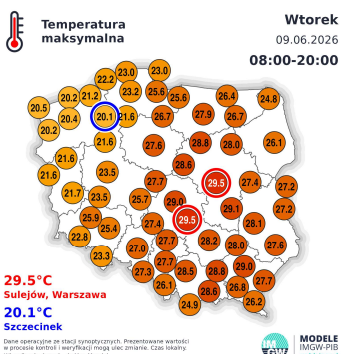 Temperatura
maksymalna
Wtorek
09.06.2026
08:00-20:00
22.2 23.0 23.0
20.5 20.2 21.2 23.2 25.6 25.6 26.4 24.8
20.2 20.4 20.1 21.6 26.7 27.9 26.7
21.6 27.6 28.8 28.0 26.1
21.6 28.6
21.6 23.5 27.7 29.5 27.4 27.2
21.7 23.5 25.7 29.0 29.1 27.2
25.9 25.4 27.4 29.5 28.1
22.8 27.7 28.2 28.0 27.6
23.3 27.0 27.7
27.3 28.5 28.8 29.0 27.7
26.1 28.6 26.8
24.9 26.2
29.5°C
Sulejów, Warszawa
20.1°C
Szczecinek
Dane operacyjne ze stacji synoptycznych. Prezentowane wartości
w procesie kontroli i weryfikacji mogą ulec zmianie. Czas lokalny.
IM
GW
MODELE
IMGW-PIB